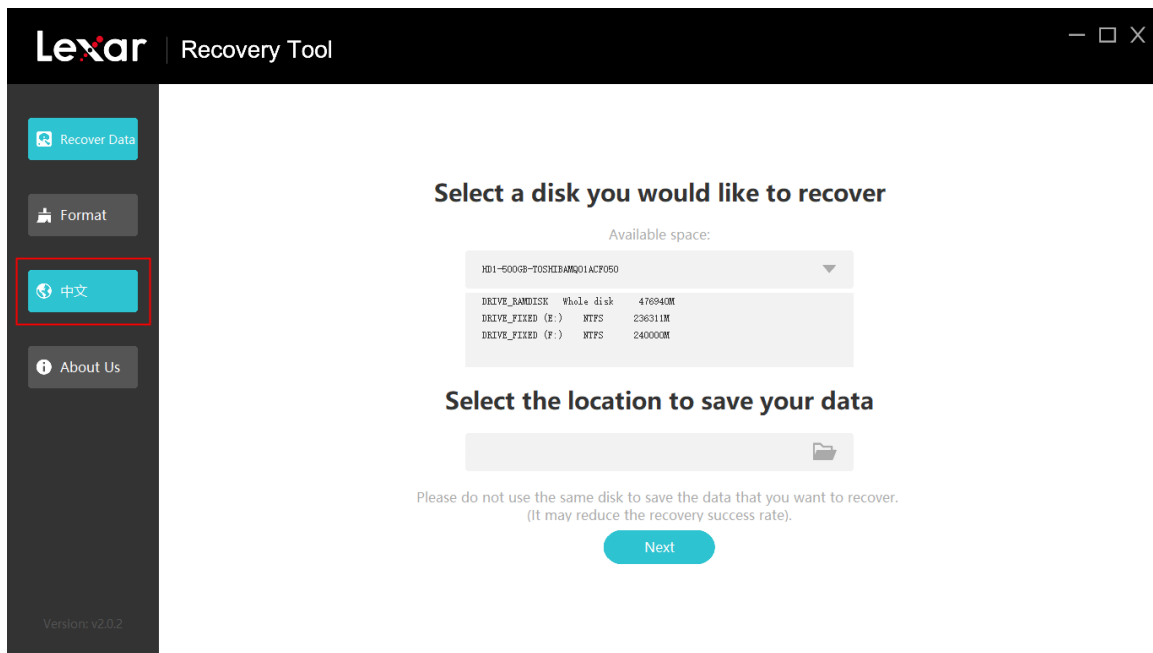 Lexar
Recovery Tool
Recover Data
Format
中文
About Us
Version: v2.0.2
Select a disk you would like to recover
Available space:
HD1-500GB-TOSHIBAMQ01ACF050
DRIVE_RAMDISK Whole disk 476940M
DRIVE_FIXED (E:) NTFS 236311M
DRIVE_FIXED (F:) NTFS 240000M
Select the location to save your data
Please do not use the same disk to save the data that you want to recover.
(It may reduce the recovery success rate).
Next